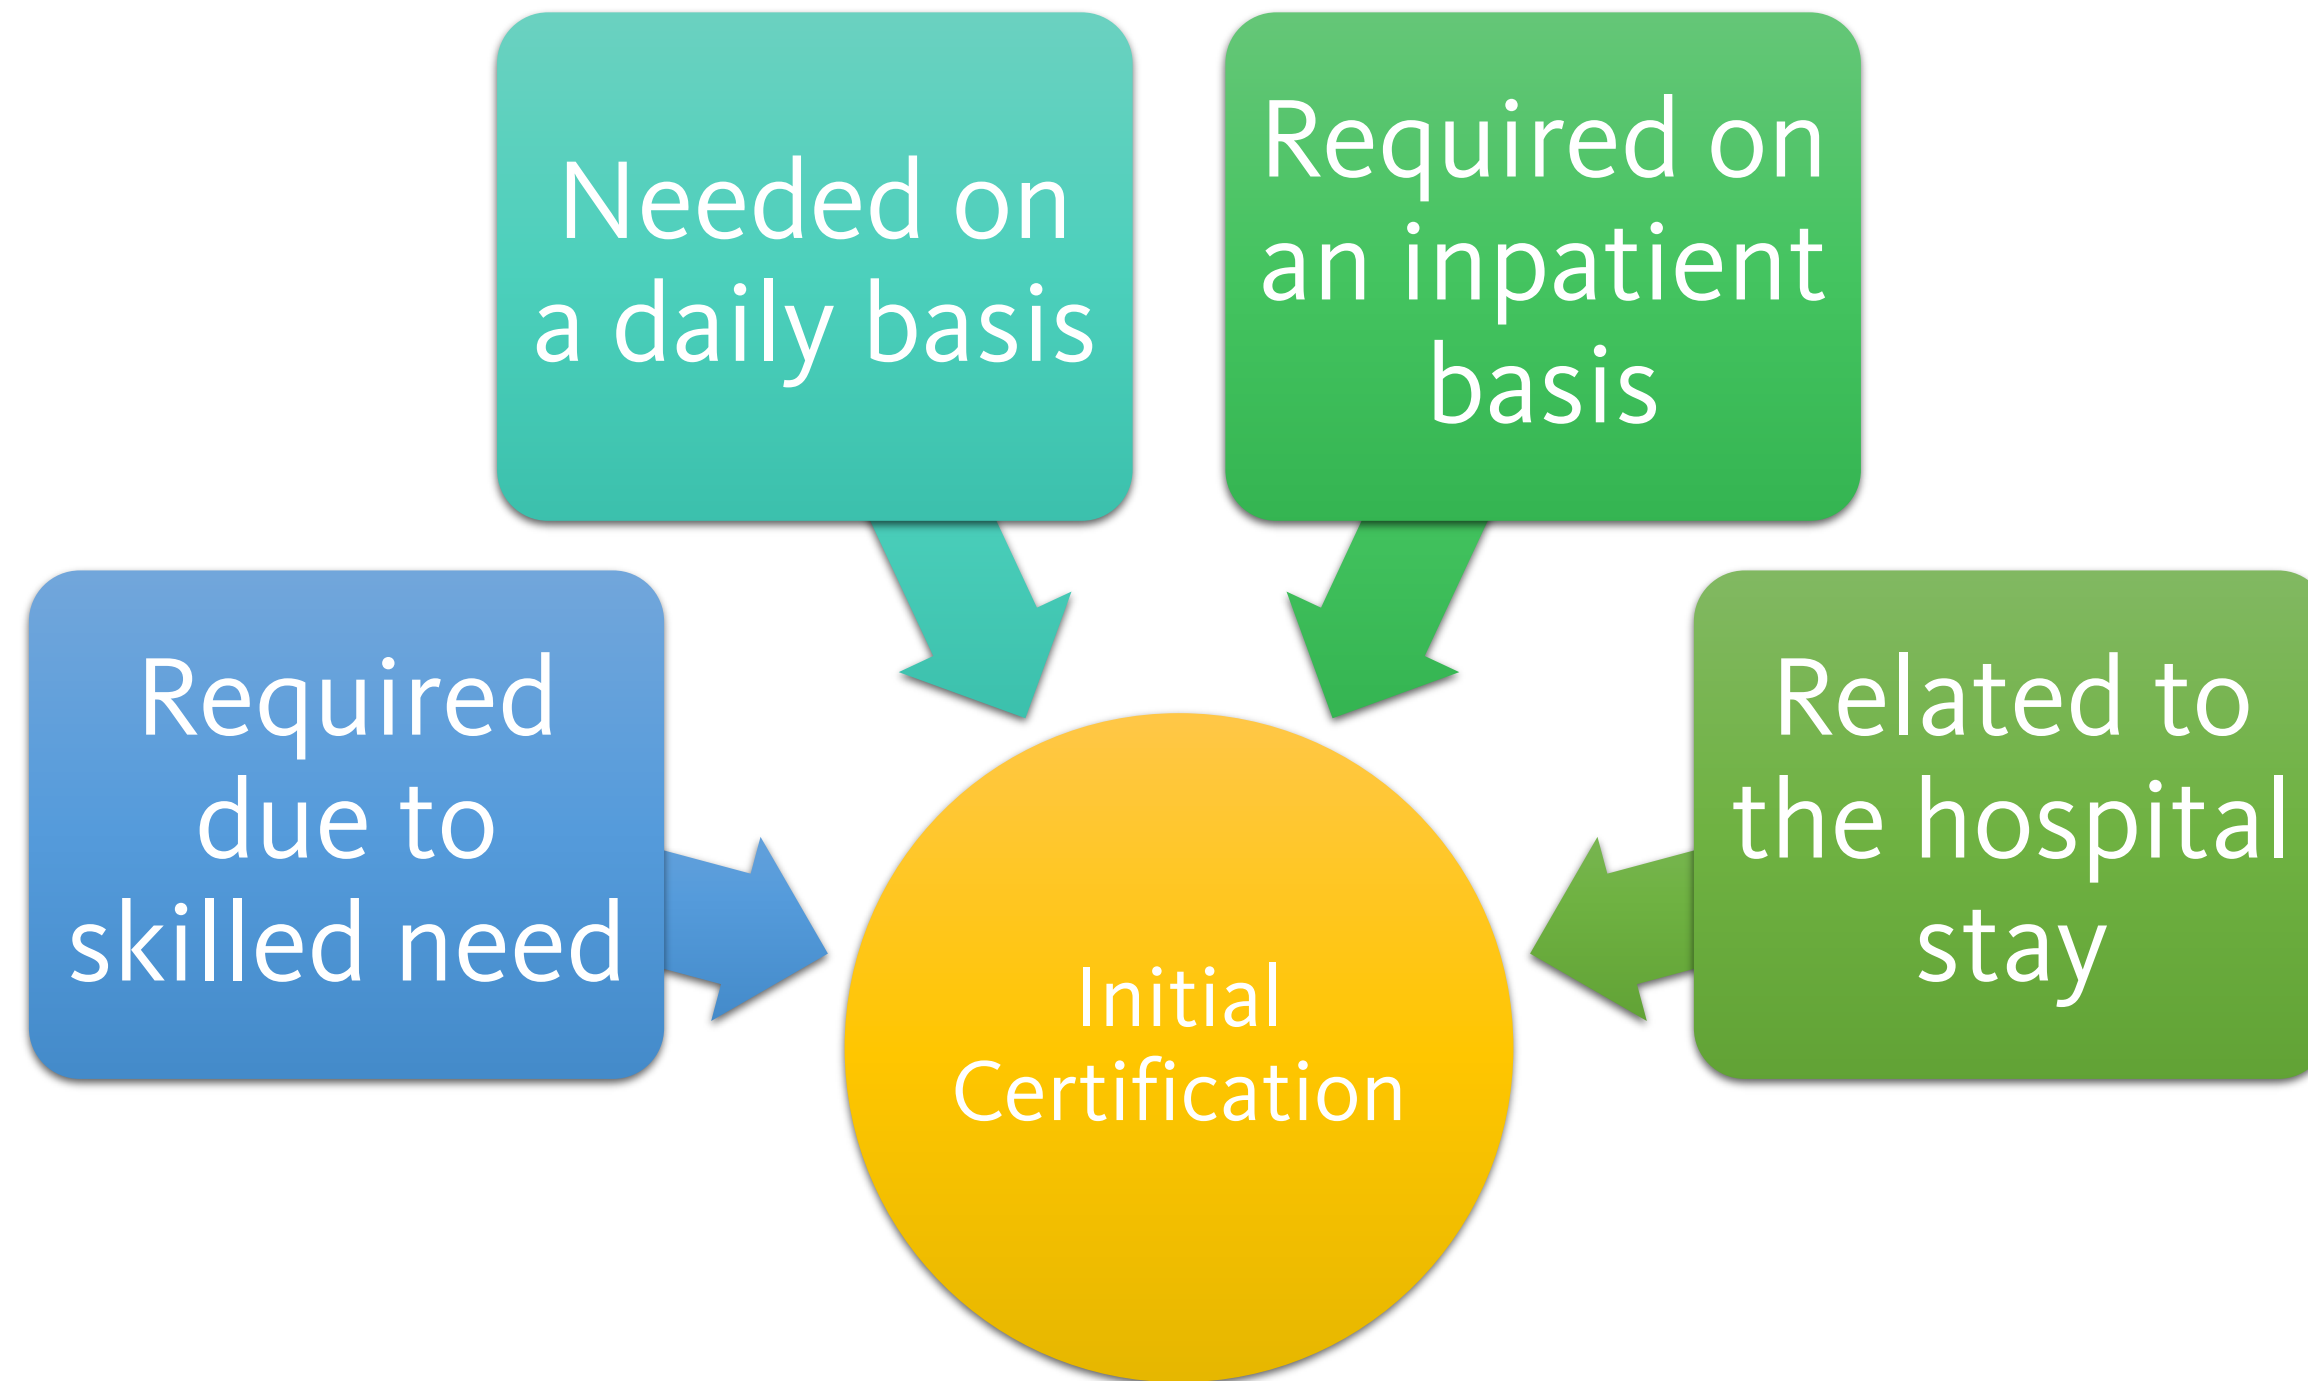 Needed on
a daily basis
Required on
an inpatient
basis
Required
due to
skilled need
Related to
the hospital
stay
Initial
Certification